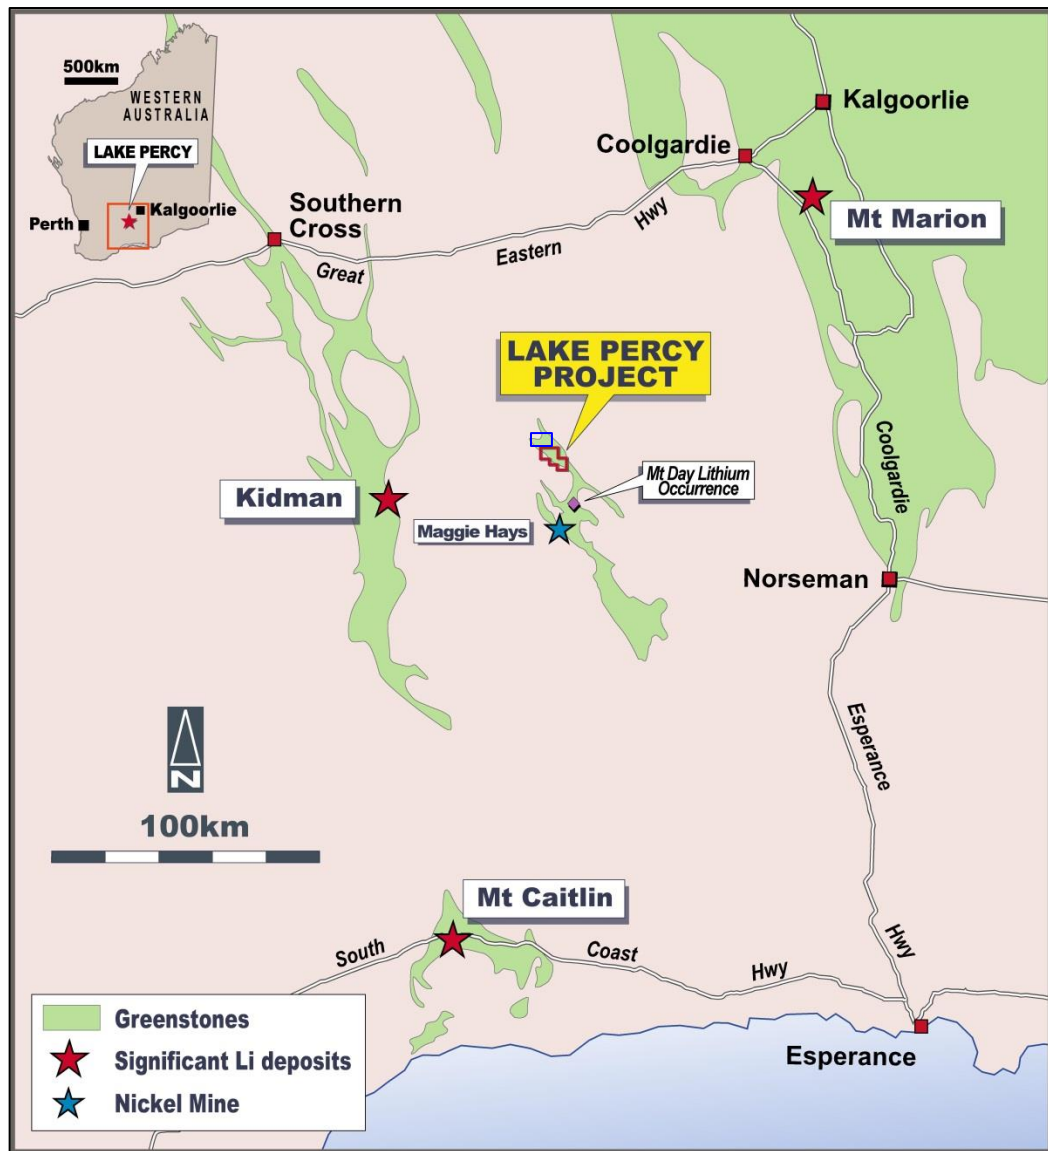 500km
WESTERN
AUSTRALIA
LAKE PERCY
Kalgoorlie
Perth
Kalgoorlie
Coolgardie
Mt Marion
Southern
Cross
Great
Eastern
Hwy
LAKE PERCY
PROJECT
Coolgardie
Mt Day Lithium
Occurrence
Kidman
Maggie Hays
Norseman
Esperance
Hwy
N
100km
Mt Caitlin
South
Coast
Hwy
Esperance
Greenstones
Significant Li deposits
Nickel Mine